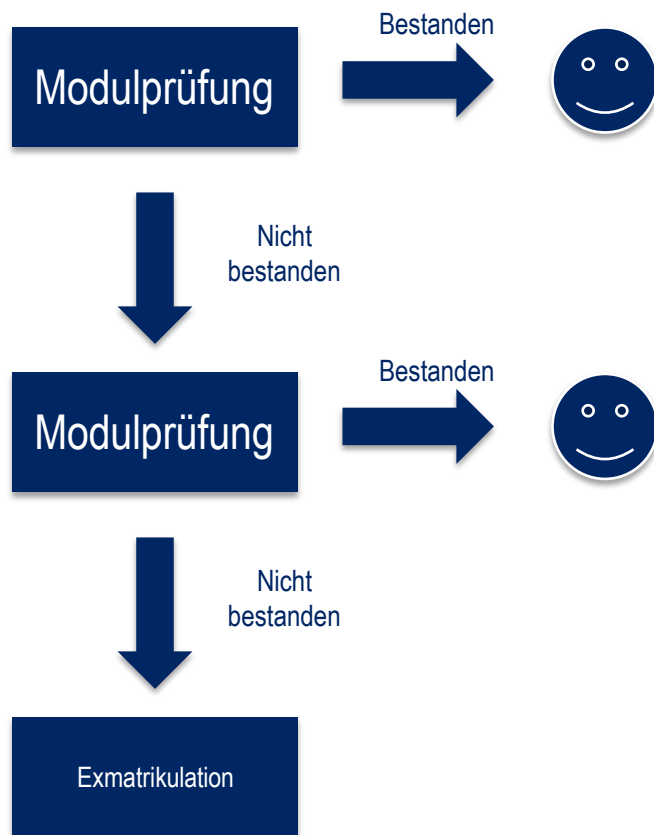 Bestanden
Modulprüfung
Nicht
bestanden
Bestanden
Modulprüfung
Nicht
bestanden
Exmatrikulation